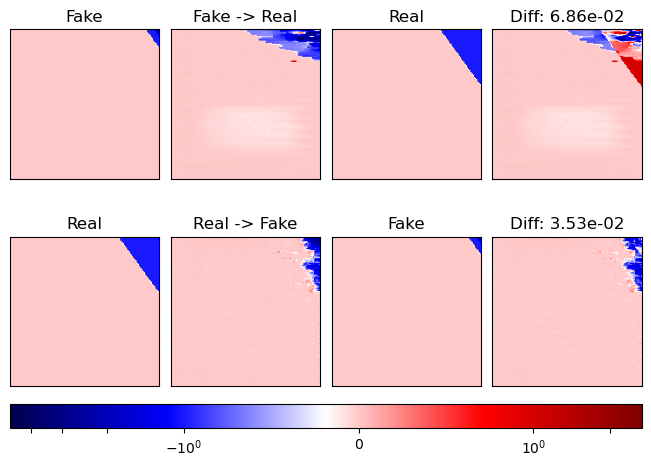 Fake
Fake -> Real
Real
Diff: 6.86e-02
Real
Real -> Fake
Fake
Diff: 3.53e-02
−10⁰
0
10⁰